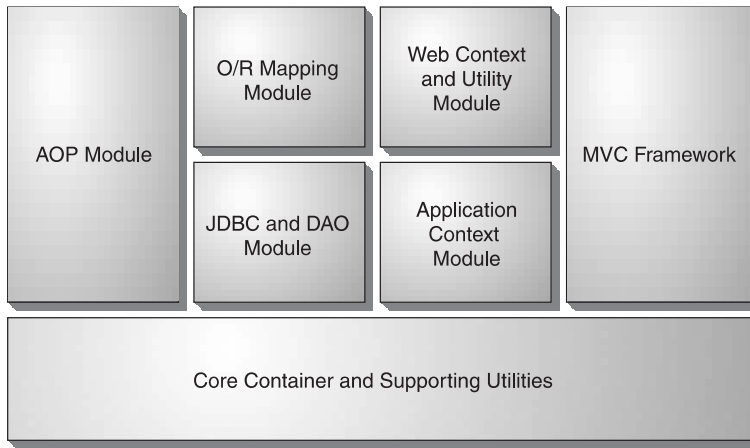 AOP Module
O/R Mapping
Module
Web Context
and Utility
Module
MVC Framework
JDBC and DAO
Module
Application
Context
Module
Core Container and Supporting Utilities